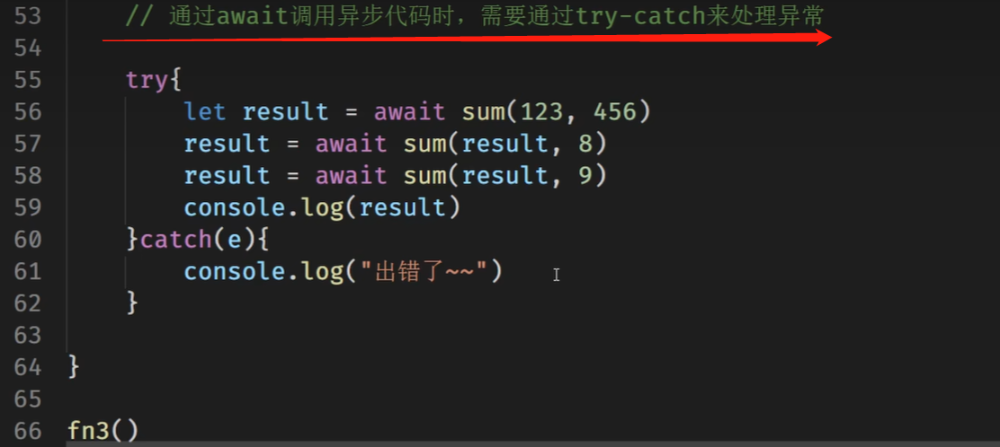 53 // 通过await调用异步代码时，需要通过try-catch来处理异常
54
55 try{
56 let result = await sum(123, 456)
57 result = await sum(result, 8)
58 result = await sum(result, 9)
59 console.log(result)
60 }catch(e){
61 console.log("出错了~~")
62 }
63
64 }
65
66 fn3()